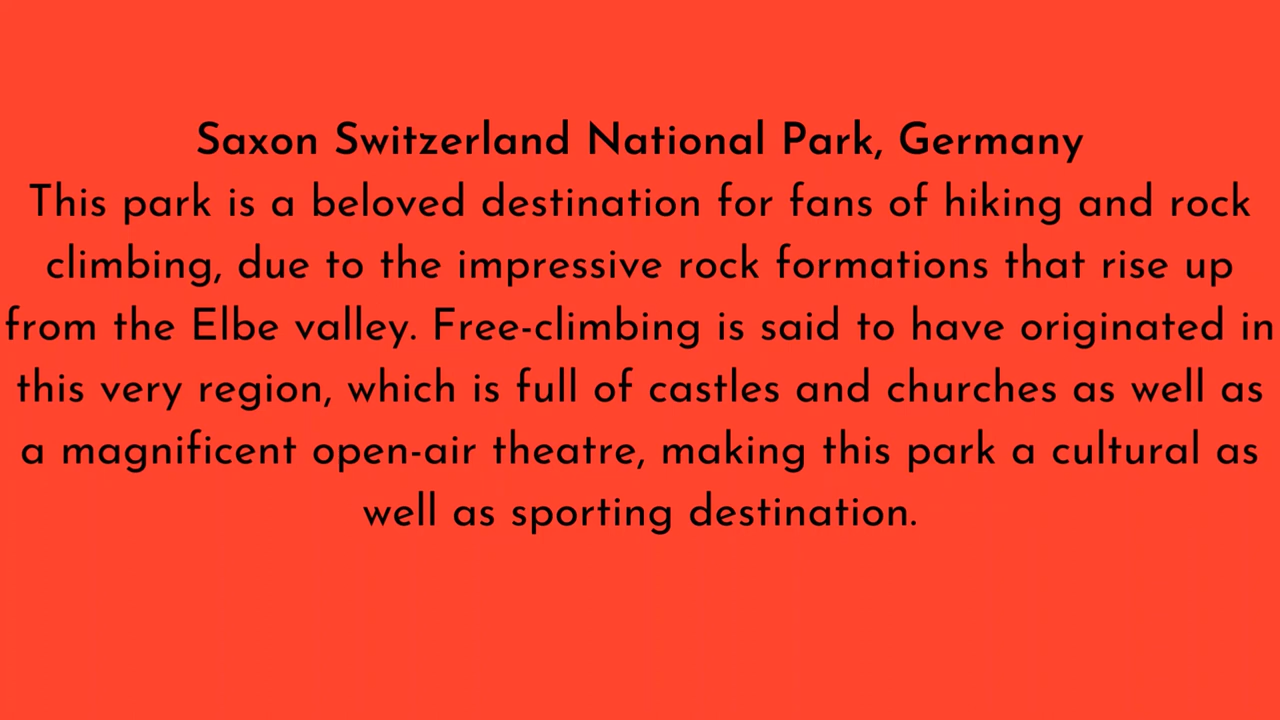 Saxon Switzerland National Park, Germany
This park is a beloved destination for fans of hiking and rock
climbing, due to the impressive rock formations that rise up
from the Elbe valley. Free-climbing is said to have originated in
this very region, which is full of castles and churches as well as
a magnificent open-air theatre, making this park a cultural as
well as sporting destination.